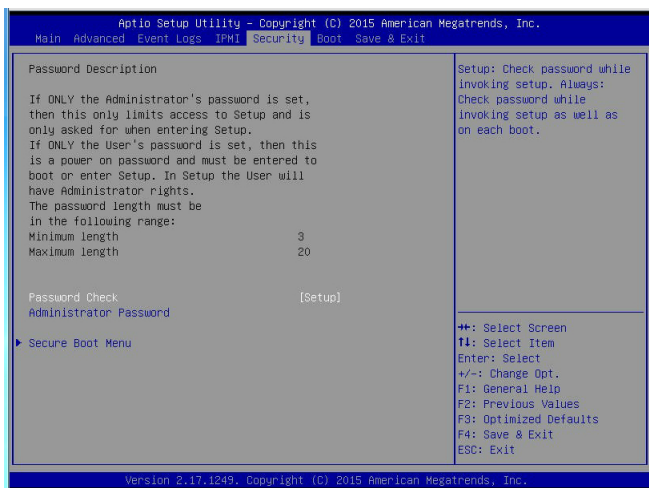 Aptio Setup Utility – Copyright (C) 2015 American Megatrends, Inc.
Main Advanced Event Logs IPMI Security Boot Save & Exit
Password Description
If ONLY the Administrator's password is set,
then this only limits access to Setup and is
only asked for when entering Setup.
If ONLY the User's password is set, then this
is a power on password and must be entered to
boot or enter Setup. In Setup the User will
have Administrator rights.
The password length must be
in the following range:
Minimum length 3
Maximum length 20
Password Check [Setup]
Administrator Password
Secure Boot Menu
Setup: Check password while
invoking setup. Always:
Check password while
invoking setup as well as
on each boot.
→←: Select Screen
↑↓: Select Item
Enter: Select
+/-: Change Opt.
F1: General Help
F2: Previous Values
F3: Optimized Defaults
F4: Save & Exit
ESC: Exit
Version 2.17.1249. Copyright (C) 2015 American Megatrends, Inc.